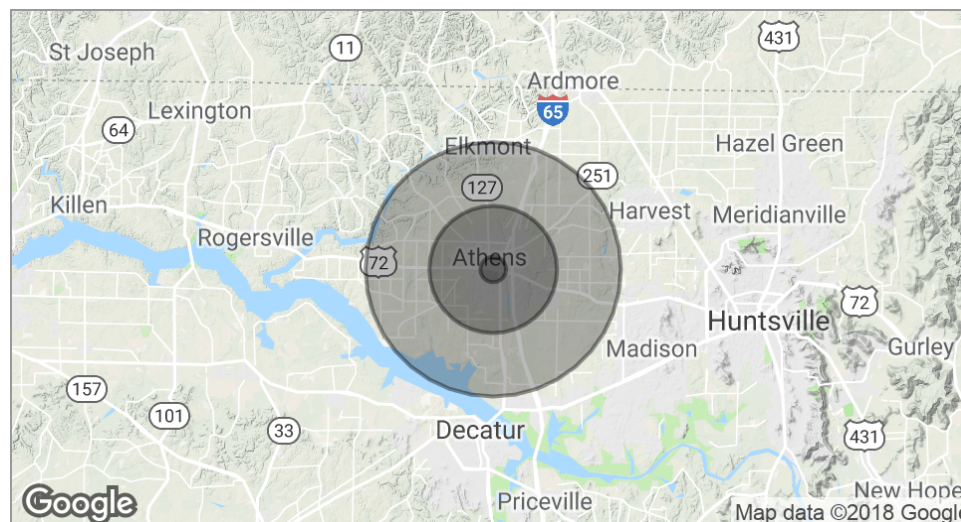 431
11
St Joseph
Ardmore
65
Lexington
64
Hazel Green
Elkmont
251
127
Killen
Harvest
Meridianville
Rogersville
Athens
72
72
Huntsville
Madison
Gurley
157
101
33
Decatur
431
New Hope
Priceville
Google
Map data ©2018 Google